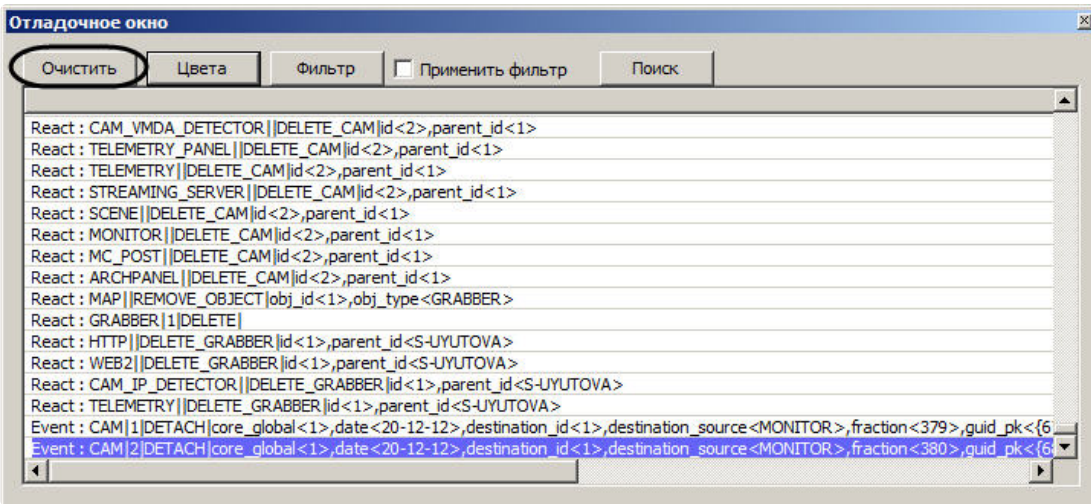 Отладочное окно
Очистить Цвета Фильтр Применить фильтр Поиск
React : CAM_VMDA_DETECTOR||DELETE_CAM|id<2>,parent_id<1>
React : TELEMETRY_PANEL||DELETE_CAM|id<2>,parent_id<1>
React : TELEMETRY||DELETE_CAM|id<2>,parent_id<1>
React : STREAMING_SERVER||DELETE_CAM|id<2>,parent_id<1>
React : SCENE||DELETE_CAM|id<2>,parent_id<1>
React : MONITOR||DELETE_CAM|id<2>,parent_id<1>
React : MC_POST||DELETE_CAM|id<2>,parent_id<1>
React : ARCHPANEL||DELETE_CAM|id<2>,parent_id<1>
React : MAP||REMOVE_OBJECT|obj_id<1>,obj_type<GRABBER>
React : GRABBER|1|DELETE|
React : HTTP||DELETE_GRABBER|id<1>,parent_id<S-UYUTOVA>
React : WEB2||DELETE_GRABBER|id<1>,parent_id<S-UYUTOVA>
React : CAM_IP_DETECTOR||DELETE_GRABBER|id<1>,parent_id<S-UYUTOVA>
React : TELEMETRY||DELETE_GRABBER|id<1>,parent_id<S-UYUTOVA>
Event : CAM|1|DETACH|core_global<1>,date<20-12-12>,destination_id<1>,destination_source<MONITOR>,fraction<379>,guid_pk<{6
Event : CAM|2|DETACH|core_global<1>,date<20-12-12>,destination_id<1>,destination_source<MONITOR>,fraction<380>,guid_pk<{68